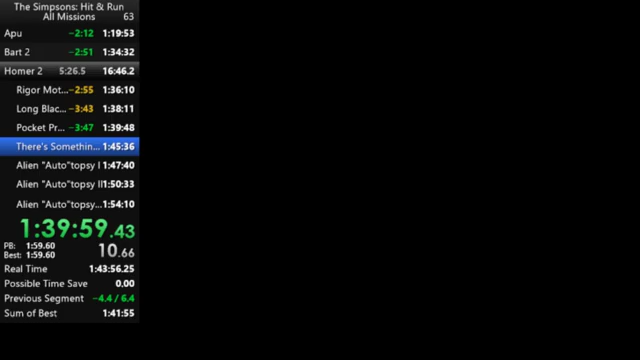 The Simpsons: Hit & Run
All Missions 63
Apu -2:12 1:19:53
Bart 2 -2:51 1:34:32
Homer 2 5:26.5 16:46.2
Rigor Mot... -2:55 1:36:10
Long Blac... -3:43 1:38:11
Pocket Pr... -3:47 1:39:48
There's Somethin... 1:45:36
Alien "Auto"topsy I 1:47:40
Alien "Auto"topsy II 1:50:33
Alien "Auto"topsy... 1:54:10
1:39:59.43
PB: 1:59.60
Best: 1:59.60
10.66
Real Time 1:43:56.25
Possible Time Save 0.00
Previous Segment -4.4 / 6.4
Sum of Best 1:41:55